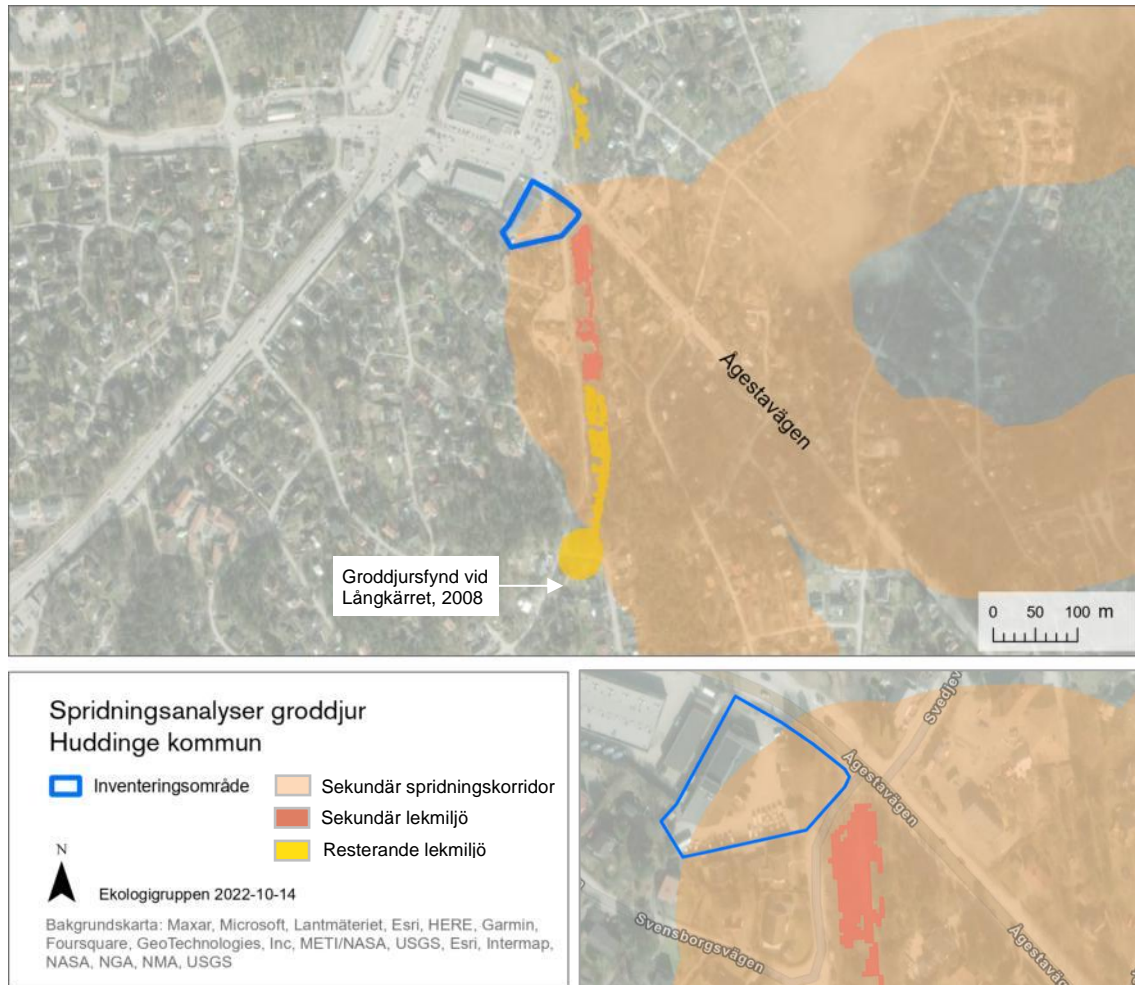 Ågestavägen
Groddjursfynd vid
Långkärret, 2008
0 50 100 m
Spridningsanalyser groddjur
Huddinge kommun
Inventeringsområde
Sekundär spridningskorridor
Sekundär lekmiljö
Resterande lekmiljö
N
Ekologigruppen 2022-10-14
Bakgrundskarta: Maxar, Microsoft, Lantmäteriet, Esri, HERE, Garmin,
Foursquare, GeoTechnologies, Inc, METI/NASA, USGS, Esri, Intermap,
NASA, NGA, NMA, USGS
Svedjev
Ågestavägen
Svensborgsvägen
Ågestaväg